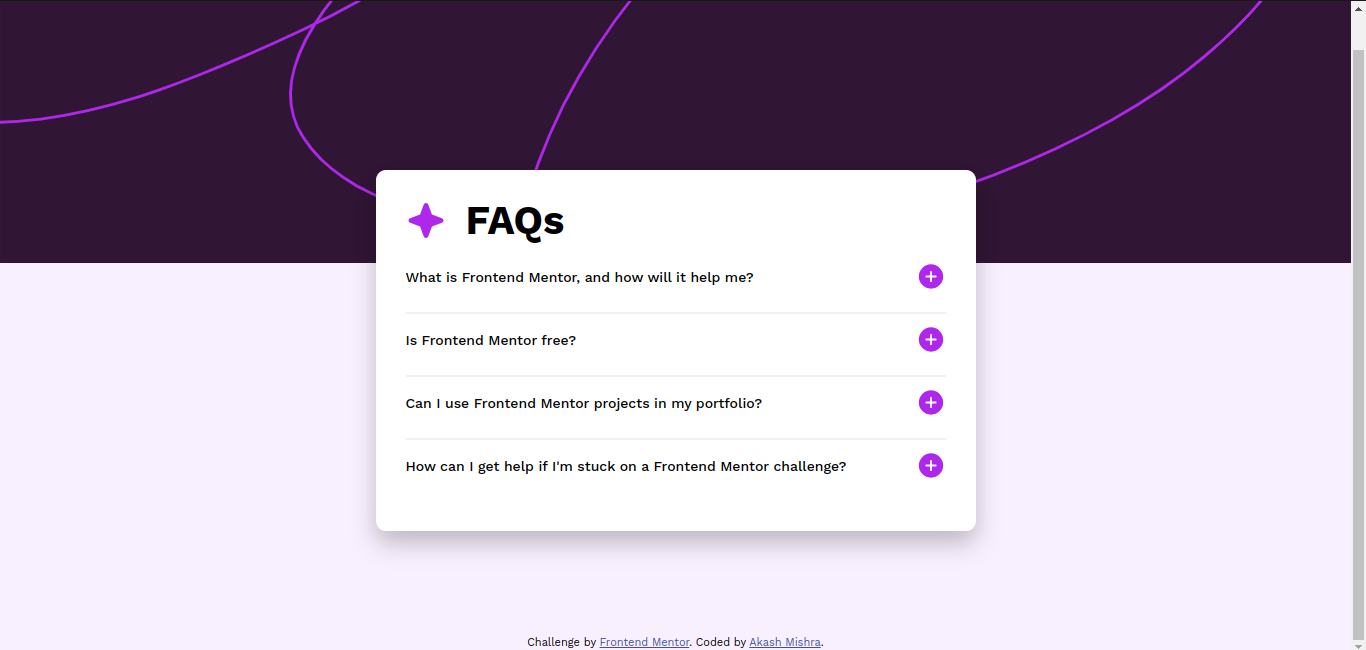 FAQs
What is Frontend Mentor, and how will it help me?
Is Frontend Mentor free?
Can I use Frontend Mentor projects in my portfolio?
How can I get help if I'm stuck on a Frontend Mentor challenge?
Challenge by Frontend Mentor. Coded by Akash Mishra.